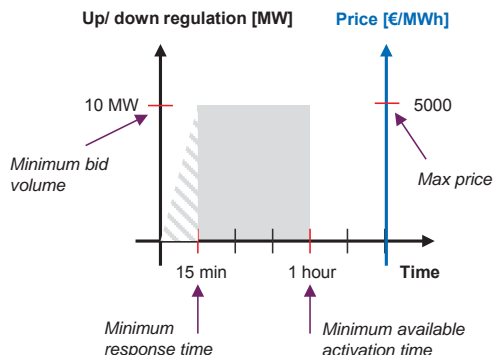 Up/ down regulation [MW]
Price [€/MWh]
10 MW
5000
Minimum bid
volume
Max price
15 min
1 hour
Time
Minimum
response time
Minimum available
activation time